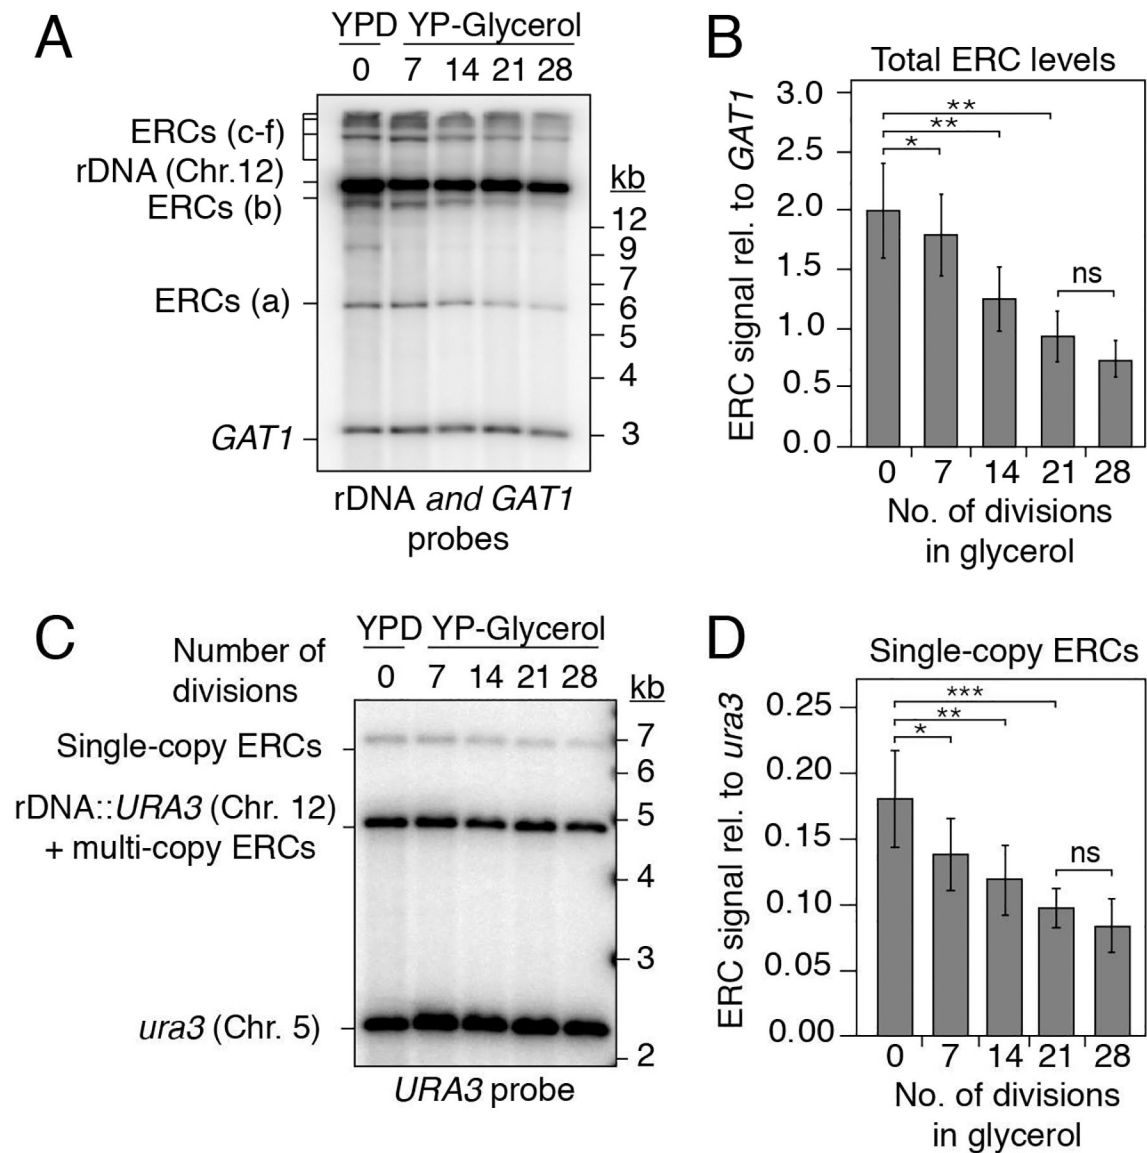 A
YPD YP-Glycerol
0 7 14 21 28
ERCs (c-f)
rDNA (Chr.12)
ERCs (b)
ERCs (a)
GAT1
kb
12
9
7
6
5
4
3
rDNA and GAT1
probes
B
Total ERC levels
ERC signal rel. to GAT1
3.0
2.5
2.0
1.5
1.0
0.5
0.0
**
**
*
ns
0 7 14 21 28
No. of divisions
in glycerol
C
YPD YP-Glycerol
Number of
divisions
0 7 14 21 28
Single-copy ERCs
rDNA::URA3 (Chr. 12)
+ multi-copy ERCs
ura3 (Chr. 5)
kb
7
6
5
4
3
2
URA3 probe
D
Single-copy ERCs
ERC signal rel. to ura3
0.25
0.20
0.15
0.10
0.05
0.00
***
**
*
ns
0 7 14 21 28
No. of divisions
in glycerol